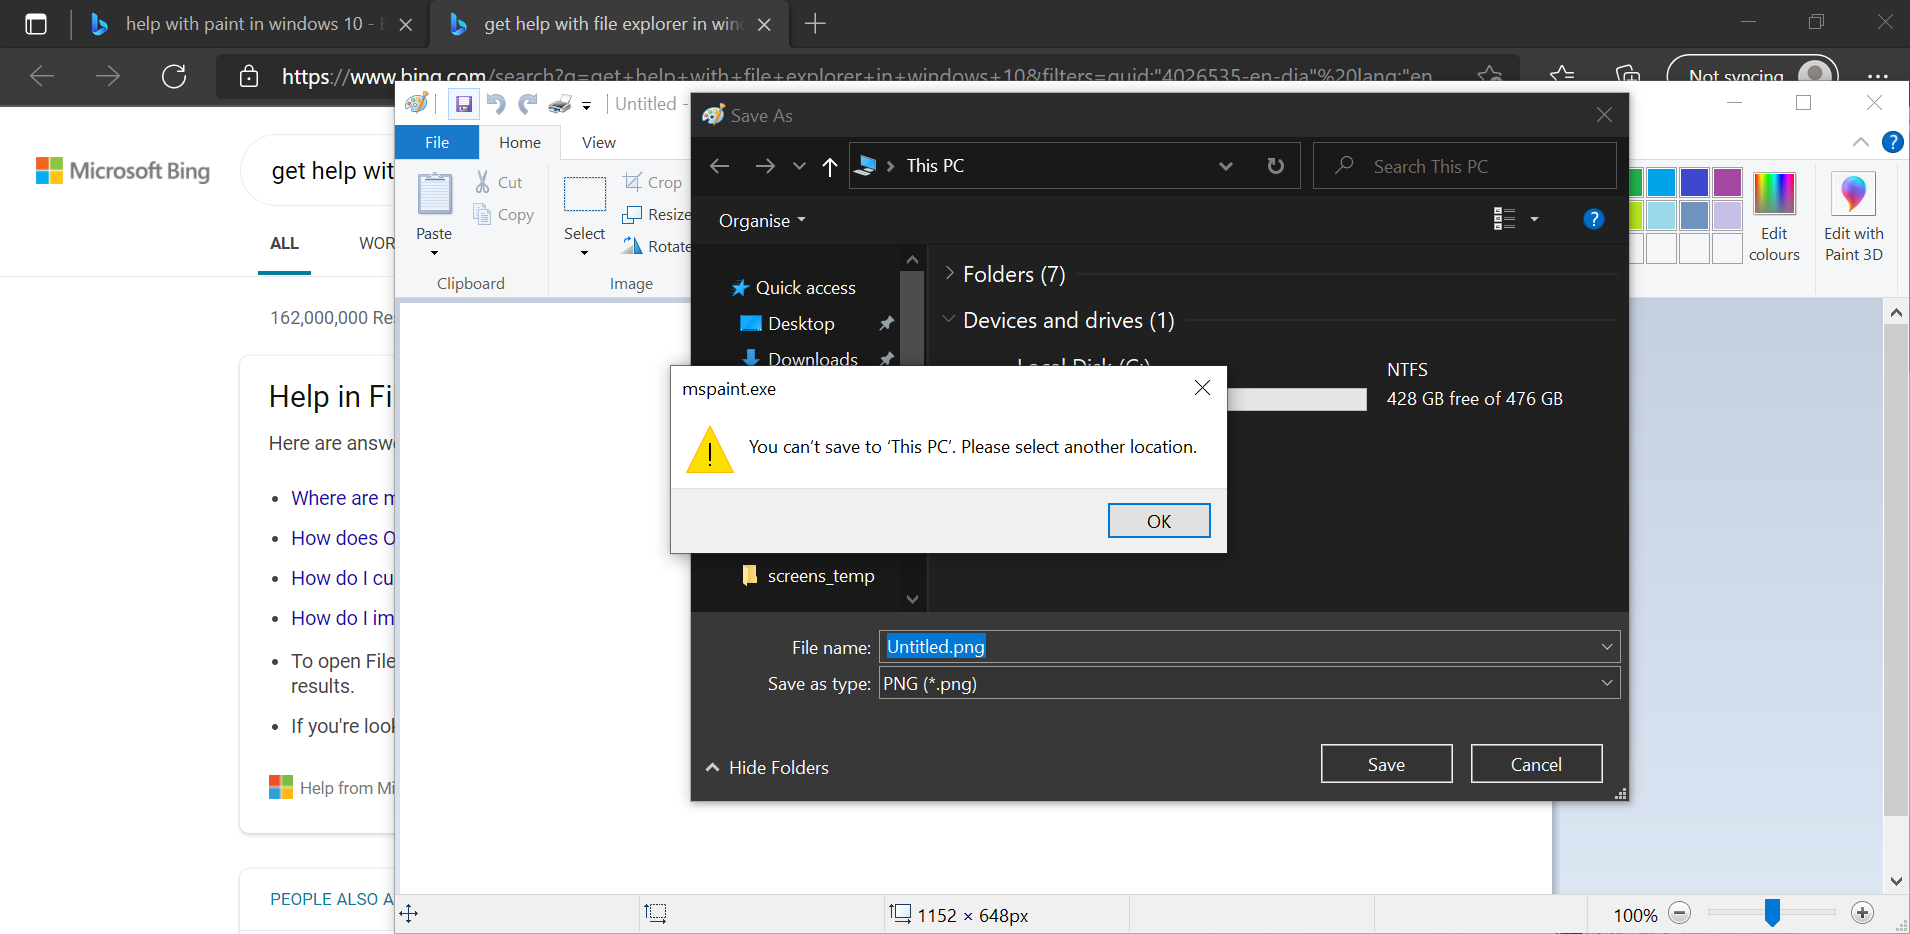 help with paint in windows 10 -
get help with file explorer in win
https://www.bing.com/search?q=get+help+with+file+explorer+in+windows+10&filters=guid:"4026535-en-dia"%20lang:"en
Not syncing
Microsoft Bing
get help wit
ALL
WOR
162,000,000 Res
Help in Fi
Here are answ
Where are m
How does O
How do I cu
How do I im
To open File
results.
If you're look
Help from Mi
PEOPLE ALSO A
Untitled -
File
Home
View
Paste
Cut
Copy
Clipboard
Select
Crop
Resize
Rotate
Image
Edit
colours
Edit with
Paint 3D
Save As
This PC
Search This PC
Organise
Quick access
Desktop
Downloads
screens_temp
Folders (7)
Devices and drives (1)
Local Disk (C:)
NTFS
428 GB free of 476 GB
mspaint.exe
You can't save to 'This PC'. Please select another location.
OK
File name:
Untitled.png
Save as type:
PNG (*.png)
Hide Folders
Save
Cancel
1152 × 648px
100%